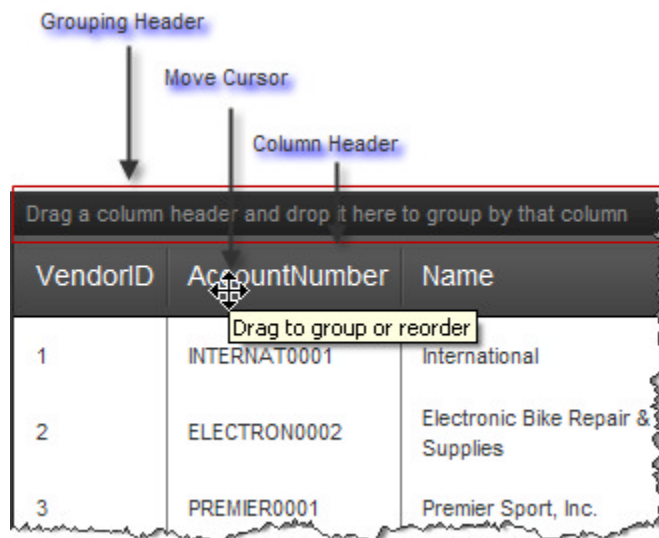 Grouping Header
Move Cursor
Column Header
Drag a column header and drop it here to group by that column
VendorID AccountNumber Name
Drag to group or reorder
1 INTERNAT0001 International
2 ELECTRON0002 Electronic Bike Repair &
Supplies
3 PREMIER0001 Premier Sport, Inc.